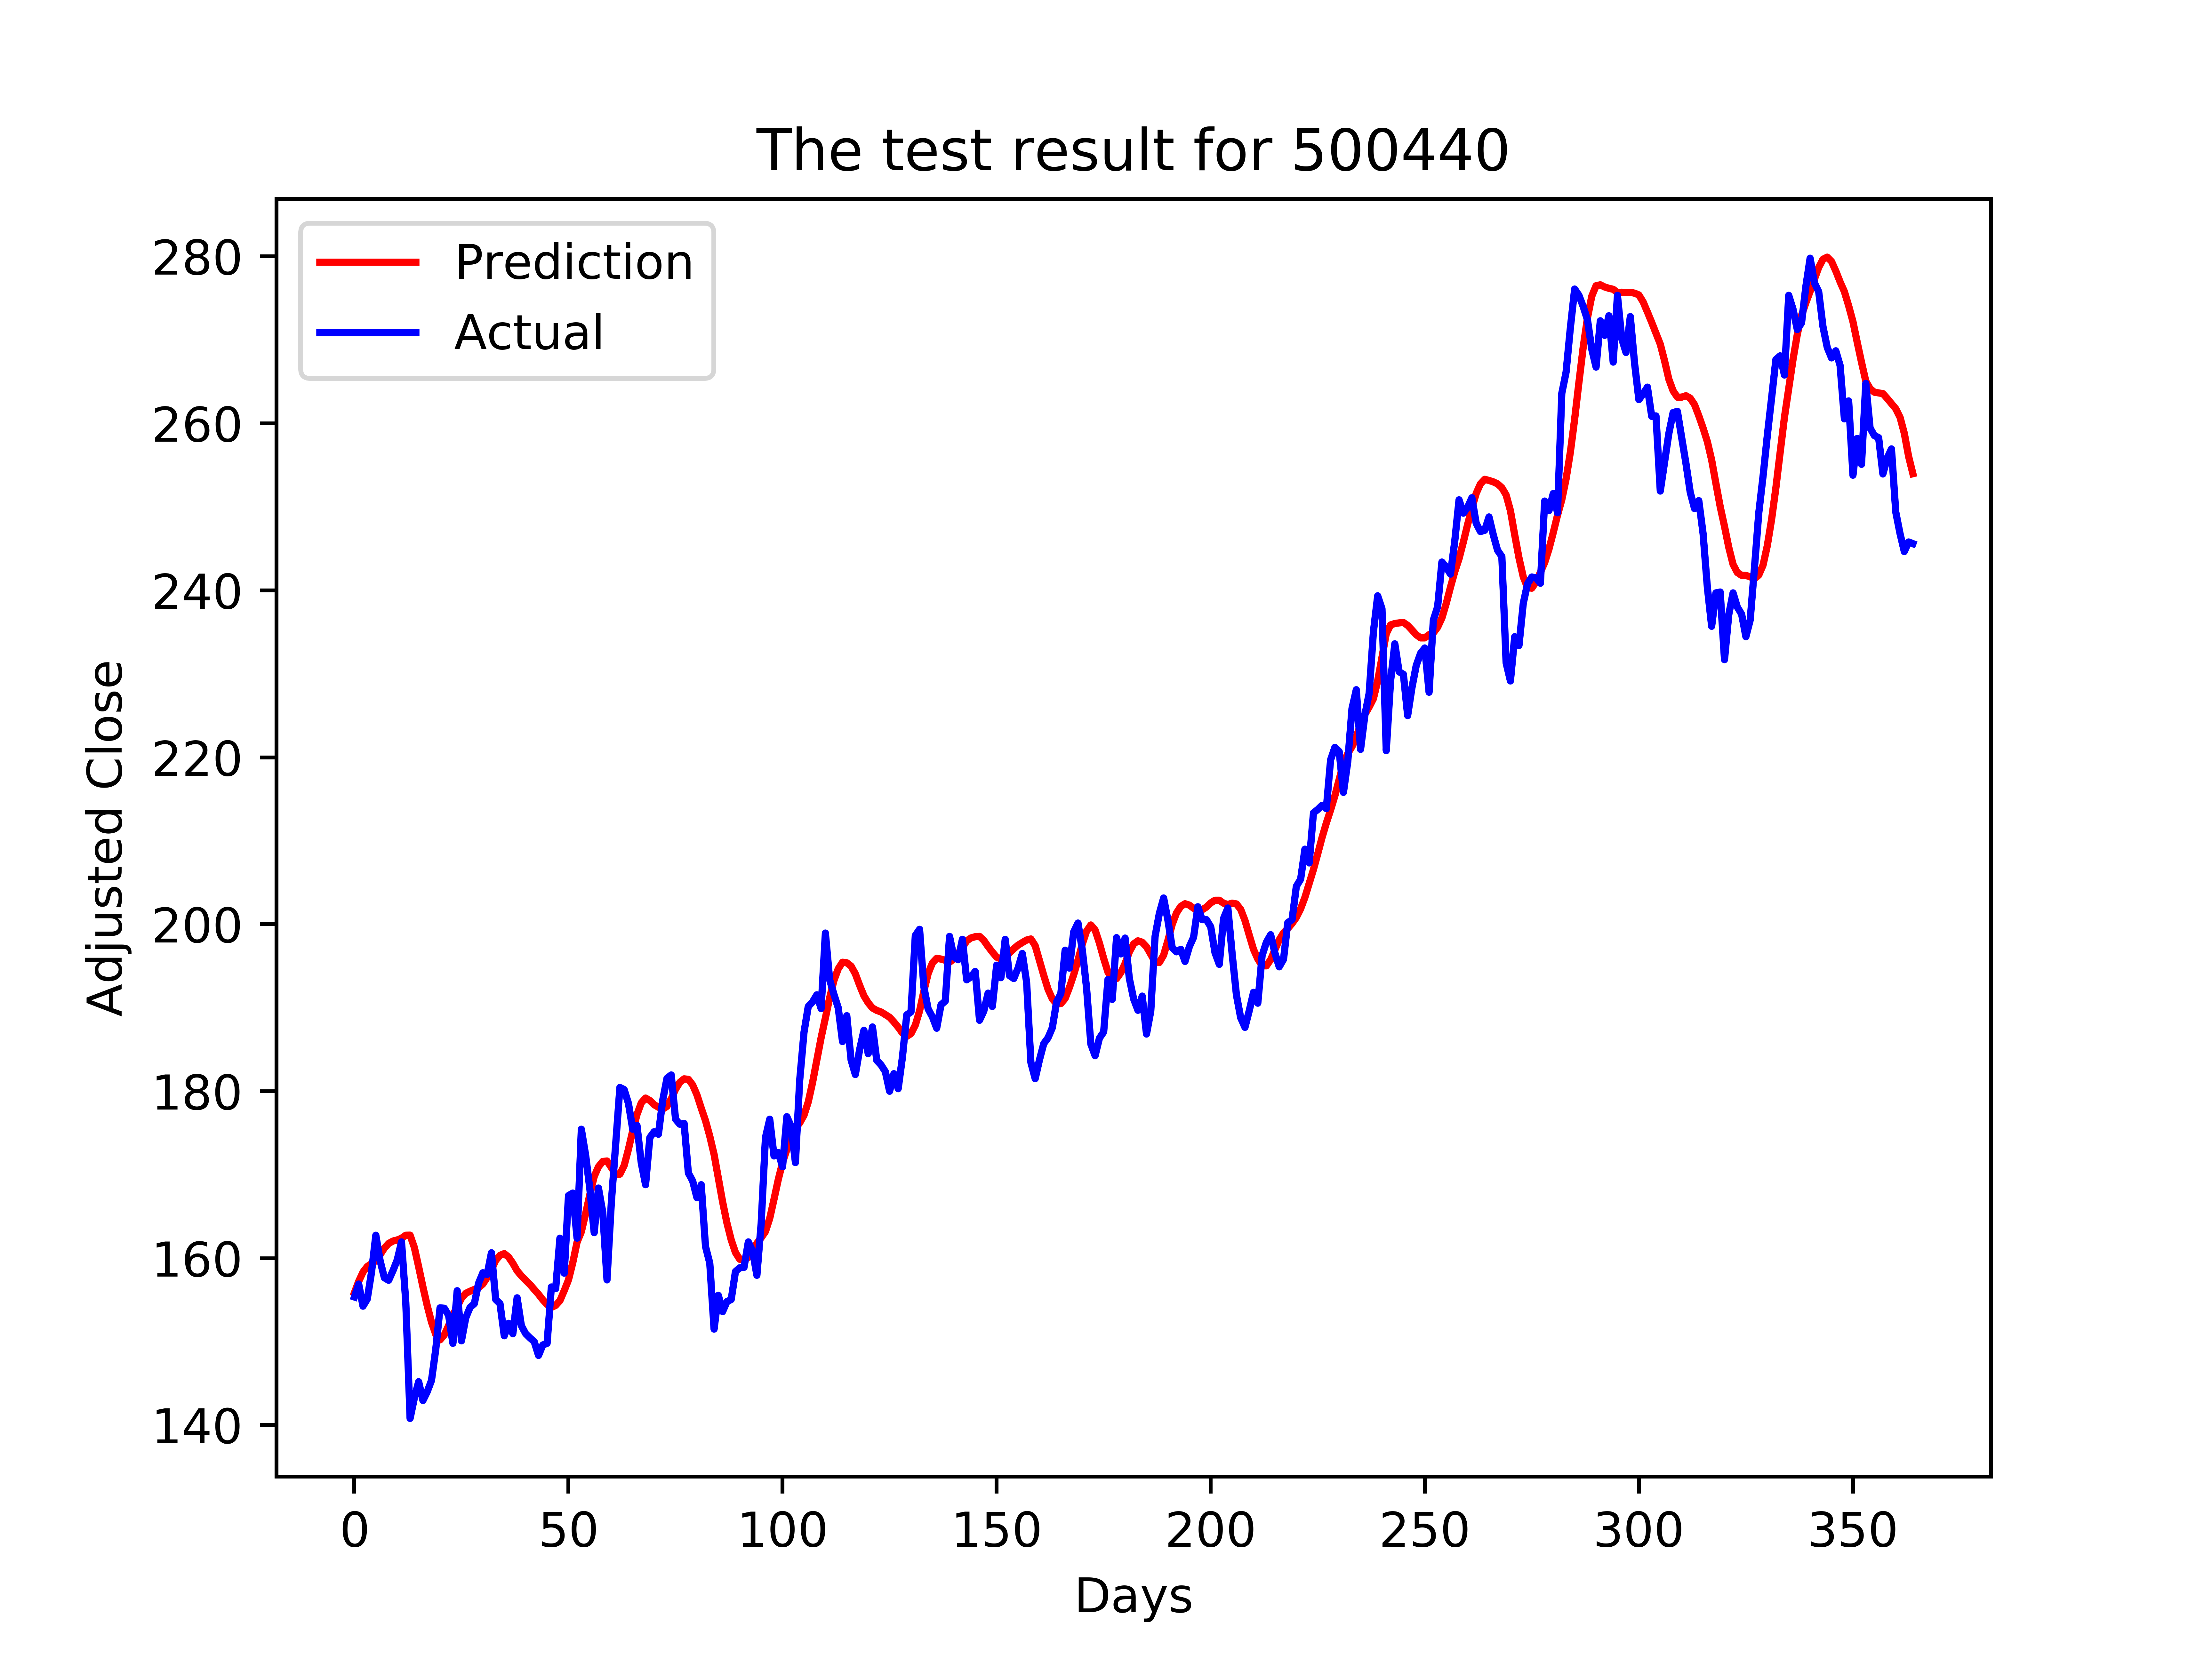 The test result for 500440
Prediction
Actual
280
260
240
220
200
180
160
140
Adjusted Close
0 50 100 150 200 250 300 350
Days